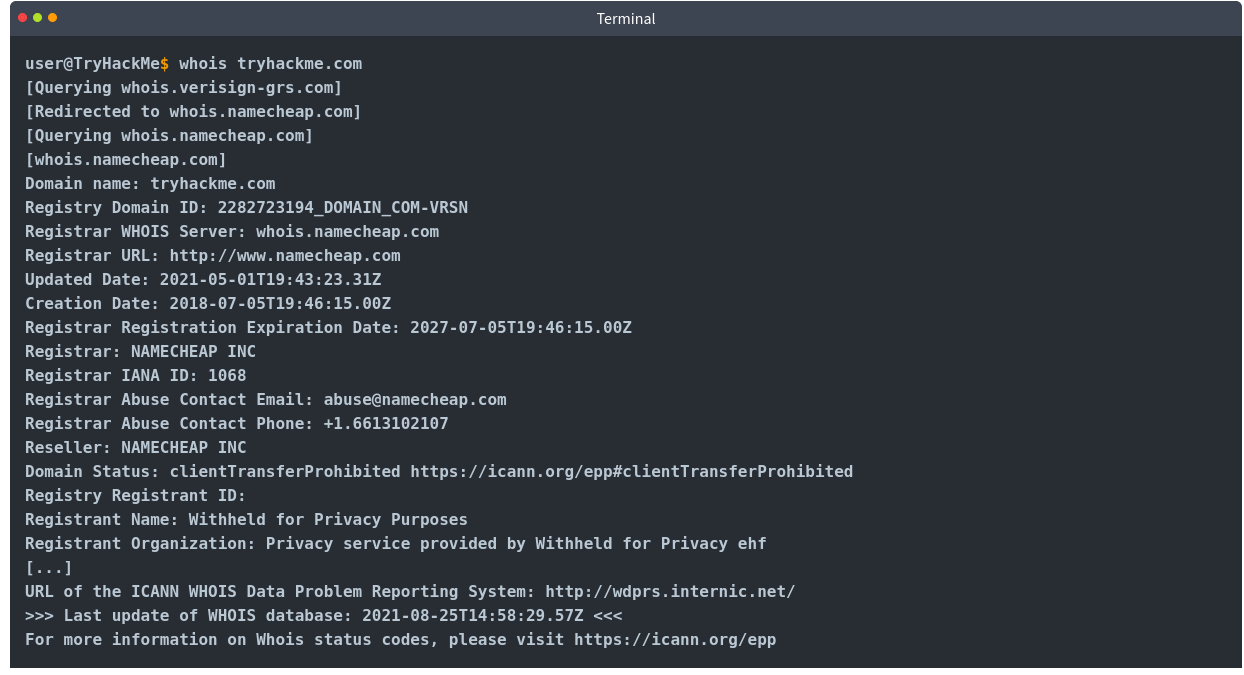 Terminal
user@TryHackMe$ whois tryhackme.com
[Querying whois.verisign-grs.com]
[Redirected to whois.namecheap.com]
[Querying whois.namecheap.com]
[whois.namecheap.com]
Domain name: tryhackme.com
Registry Domain ID: 2282723194_DOMAIN_COM-VRSN
Registrar WHOIS Server: whois.namecheap.com
Registrar URL: http://www.namecheap.com
Updated Date: 2021-05-01T19:43:23.31Z
Creation Date: 2018-07-05T19:46:15.00Z
Registrar Registration Expiration Date: 2027-07-05T19:46:15.00Z
Registrar: NAMECHEAP INC
Registrar IANA ID: 1068
Registrar Abuse Contact Email: abuse@namecheap.com
Registrar Abuse Contact Phone: +1.6613102107
Reseller: NAMECHEAP INC
Domain Status: clientTransferProhibited https://icann.org/epp#clientTransferProhibited
Registry Registrant ID:
Registrant Name: Withheld for Privacy Purposes
Registrant Organization: Privacy service provided by Withheld for Privacy ehf
[...]
URL of the ICANN WHOIS Data Problem Reporting System: http://wdprs.internic.net/
>>> Last update of WHOIS database: 2021-08-25T14:58:29.57Z <<<
For more information on Whois status codes, please visit https://icann.org/epp